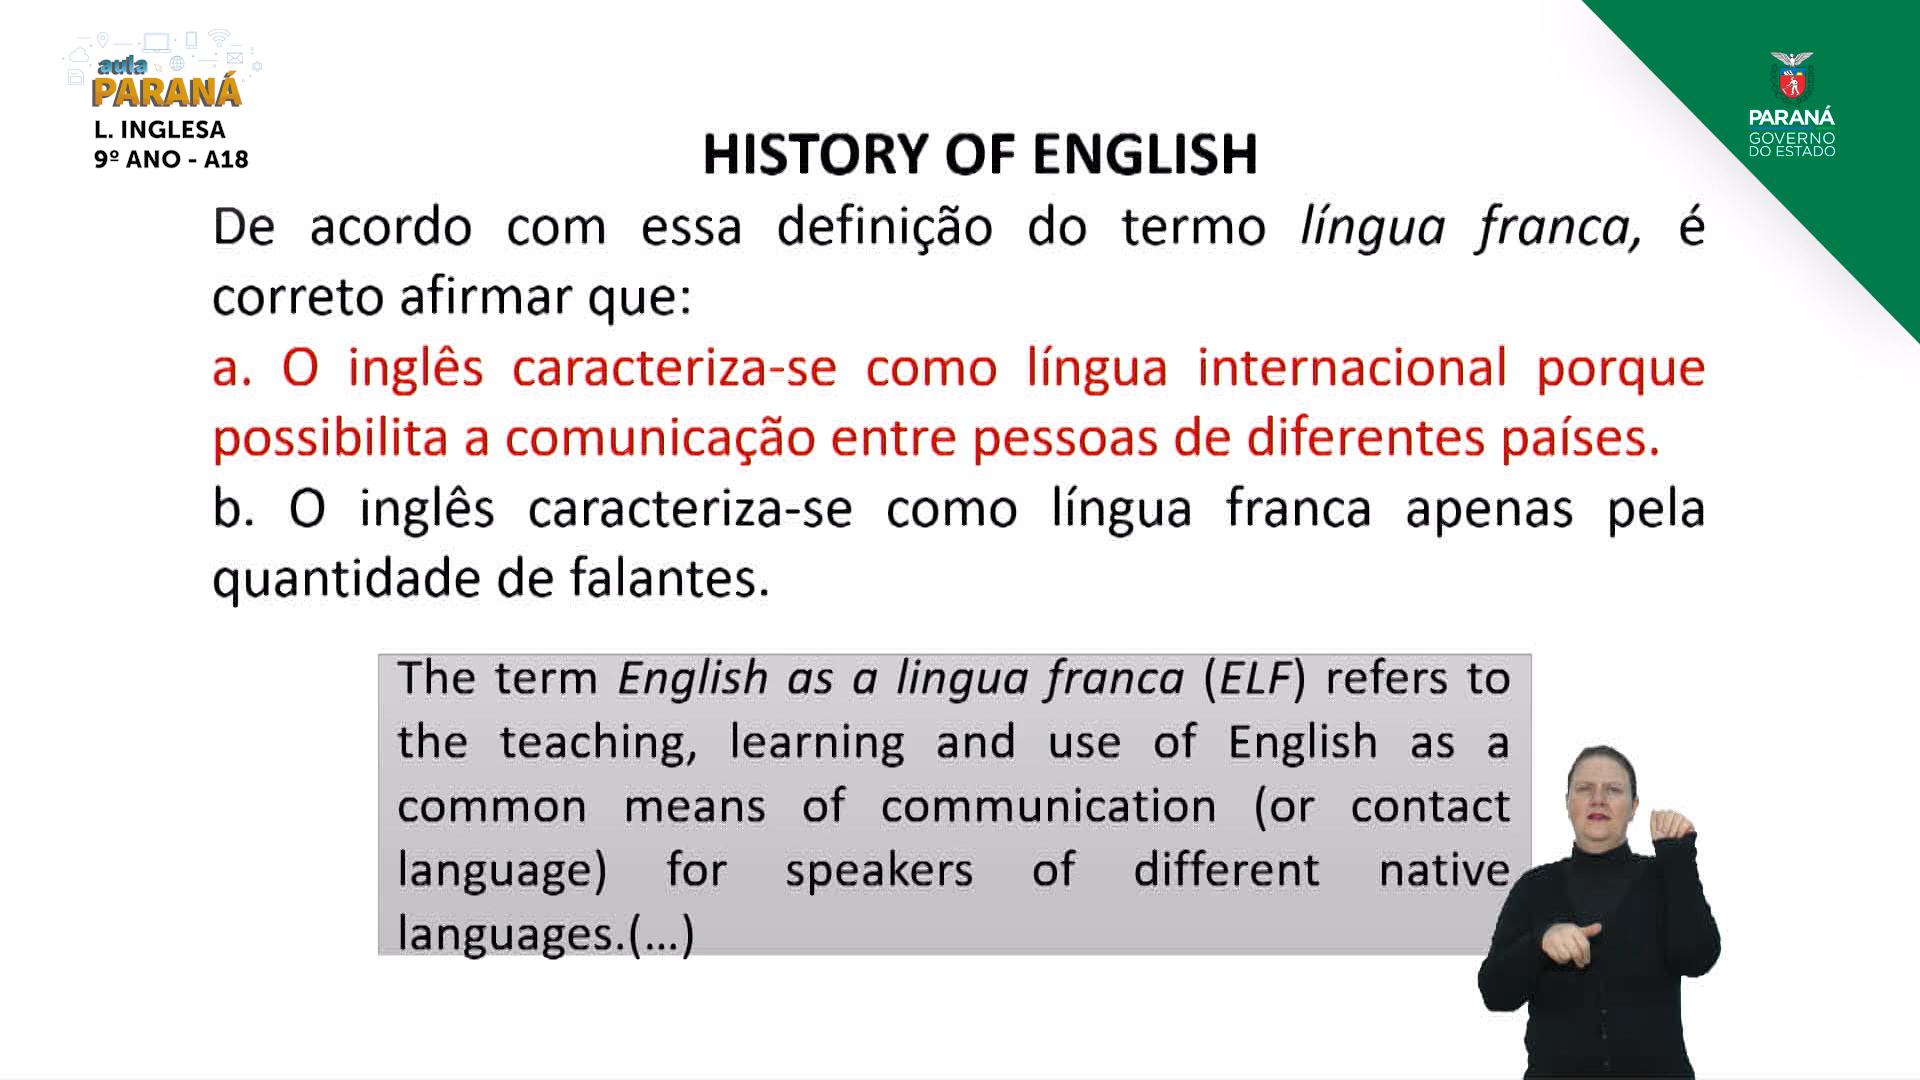 aula
PARANÁ
L. INGLESA
9º ANO - A18
PARANÁ
GOVERNO
DO ESTADO
HISTORY OF ENGLISH
De acordo com essa definição do termo língua franca, é
correto afirmar que:
a. O inglês caracteriza-se como língua internacional porque
possibilita a comunicação entre pessoas de diferentes países.
b. O inglês caracteriza-se como língua franca apenas pela
quantidade de falantes.
The term English as a lingua franca (ELF) refers to
the teaching, learning and use of English as a
common means of communication (or contact
language) for speakers of different native
languages.(...)